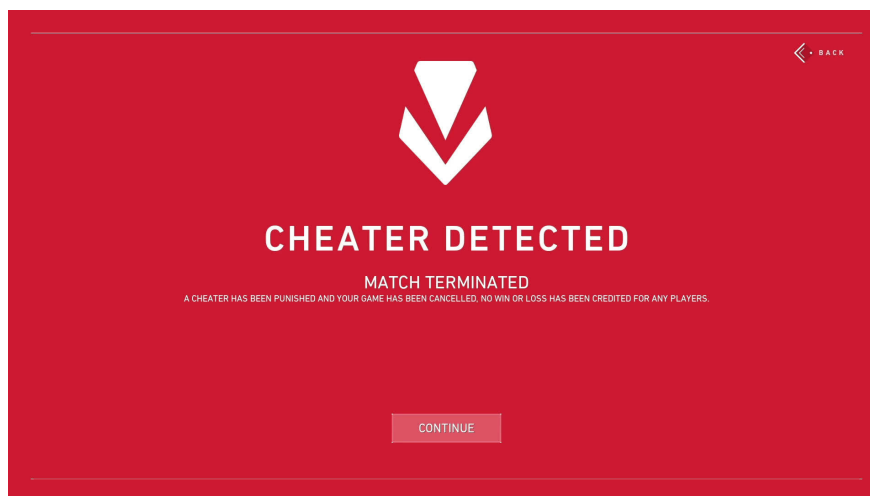 BACK
CHEATER DETECTED
MATCH TERMINATED
A CHEATER HAS BEEN PUNISHED AND YOUR GAME HAS BEEN CANCELLED, NO WIN OR LOSS HAS BEEN CREDITED FOR ANY PLAYERS.
CONTINUE